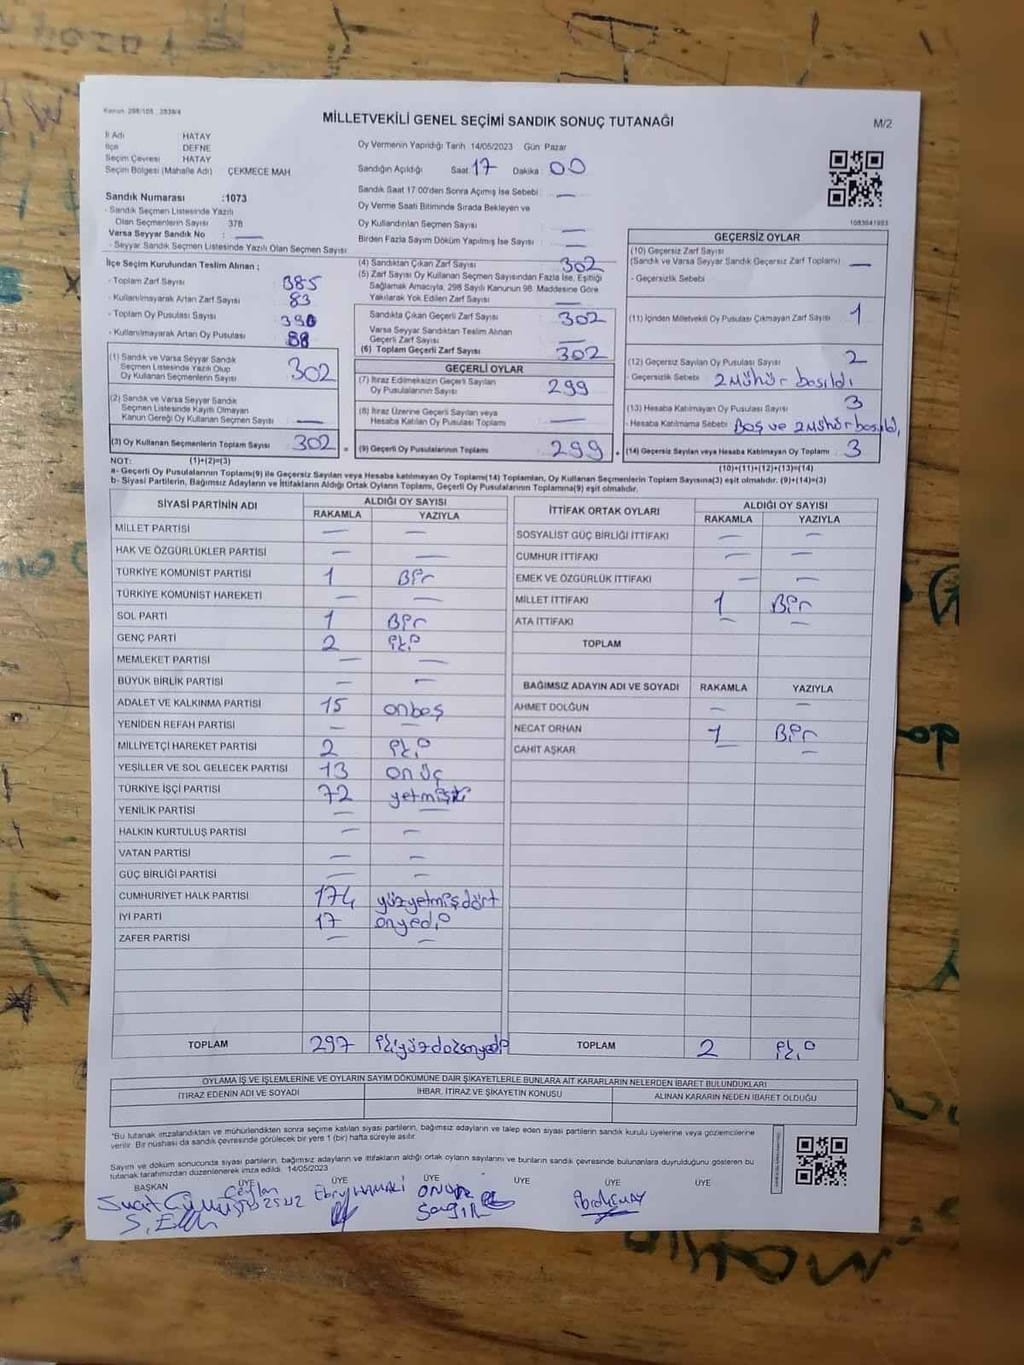 Kanun: 298/105 , 2839/4
MİLLETVEKİLİ GENEL SEÇİMİ SANDIK SONUÇ TUTANAĞI
M/2
İl Adı HATAY
İlçe DEFNE
Seçim Çevresi HATAY
Seçim Bölgesi (Mahalle Adı) ÇEKMECE MAH.
Sandık Numarası :1073
- Sandık Seçmen Listesinde Yazılı
Olan Seçmenlerin Sayısı 378
Varsa Seyyar Sandık No : —
- Seyyar Sandık Seçmen Listesinde Yazılı Olan Seçmen Sayısı
Oy Vermenin Yapıldığı Tarih 14/05/2023 Gün Pazar
Sandığın Açıldığı Saat 17 Dakika : 00
Sandık Saat 17:00'den Sonra Açımış İse Sebebi —
Oy Verme Saati Bitiminde Sırada Bekleyen ve
Oy Kullandırılan Seçmen Sayısı —
Birden Fazla Sayım Döküm Yapılmış İse Sayısı —
İlçe Seçim Kurulundan Teslim Alınan ;
- Toplam Zarf Sayısı 385
- Kullanılmayarak Artan Zarf Sayısı 83
- Toplam Oy Pusulası Sayısı 390
- Kullanılmayarak Artan Oy Pusulası 88
(1) Sandık ve Varsa Seyyar Sandık
Seçmen Listesinde Yazılı Olup
Oy Kullanan Seçmenlerin Sayısı 302
(2) Sandık ve Varsa Seyyar Sandık
Seçmen Listesinde Kayıtlı Olmayan
Kanun Gereği Oy Kullanan Seçmen Sayısı —
(3) Oy Kullanan Seçmenlerin Toplam Sayısı 302
(1)+(2)=(3)
(4) Sandıktan Çıkan Zarf Sayısı 302
(5) Zarf Sayısı Oy Kullanan Seçmen Sayısından Fazla İse, Eşitliği
Sağlamak Amacıyla, 298 Sayılı Kanunun 98. Maddesine Göre
Yakılarak Yok Edilen Zarf Sayısı —
Sandıkta Çıkan Geçerli Zarf Sayısı 302
Varsa Seyyar Sandıktan Teslim Alınan
Geçerli Zarf Sayısı —
(6) Toplam Geçerli Zarf Sayısı 302
GEÇERLİ OYLAR
(7) İtiraz Edilmeksizin Geçerli Sayılan
Oy Pusulalarının Sayısı 299
(8) İtiraz Üzerine Geçerli Sayılan veya
Hesaba Katılan Oy Pusulaları Toplamı —
(9) Geçerli Oy Pusulalarının Toplamı 299
1083041993
GEÇERSİZ OYLAR
(10) Geçersiz Zarf Sayısı
(Sandık ve Varsa Seyyar Sandık Geçersiz Zarf Toplamı) —
- Geçersizlik Sebebi
(11) İçinden Milletvekili Oy Pusulası Çıkmayan Zarf Sayısı 1
(12) Geçersiz Sayılan Oy Pusulası Sayısı 2
- Geçersizlik Sebebi 2 mühür basıldı
(13) Hesaba Katılmayan Oy Pusulası Sayısı 3
- Hesaba Katılmama Sebebi Boş ve 2 mühür basıldı,
(14) Geçersiz Sayılan veya Hesaba Katılmayan Oy Toplamı 3
(10)+(11)+(12)+(13)=(14)
NOT:
a- Geçerli Oy Pusulalarının Toplamı(9) ile Geçersiz Sayılan veya Hesaba katılmayan Oy Toplamı(14) Toplamları, Oy Kullanan Seçmenlerin Toplam Sayısına(3) eşit olmalıdır. (9)+(14)=(3)
b- Siyasi Partilerin, Bağımsız Adayların ve İttifakların Aldığı Ortak Oyların Toplamı, Geçerli Oy Pusulalarının Toplamına(9) eşit olmalıdır.
SİYASİ PARTİNİN ADI ALDIĞI OY SAYISI
RAKAMLA YAZIYLA
MİLLET PARTİSİ — —
HAK VE ÖZGÜRLÜKLER PARTİSİ — —
TÜRKİYE KOMÜNİST PARTİSİ 1 Bir
TÜRKİYE KOMÜNİST HAREKETİ — —
SOL PARTİ 1 Bir
GENÇ PARTİ 2 iki
MEMLEKET PARTİSİ — —
BÜYÜK BİRLİK PARTİSİ — —
ADALET VE KALKINMA PARTİSİ 15 onbeş
YENİDEN REFAH PARTİSİ — —
MİLLİYETÇİ HAREKET PARTİSİ 2 iki
YEŞİLLER VE SOL GELECEK PARTİSİ 13 on üç
TÜRKİYE İŞÇİ PARTİSİ 72 yetmişiki
YENİLİK PARTİSİ — —
HALKIN KURTULUŞ PARTİSİ — —
VATAN PARTİSİ — —
GÜÇ BİRLİĞİ PARTİSİ — —
CUMHURİYET HALK PARTİSİ 174 yüzyetmişdört
İYİ PARTİ 17 onyedi
ZAFER PARTİSİ — —
TOPLAM 297 ikiyüzdoksanyedi
İTTİFAK ORTAK OYLARI ALDIĞI OY SAYISI
RAKAMLA YAZIYLA
SOSYALİST GÜÇ BİRLİĞİ İTTİFAKI — —
CUMHUR İTTİFAKI — —
EMEK VE ÖZGÜRLÜK İTTİFAKI — —
MİLLET İTTİFAKI 1 Bir
ATA İTTİFAKI — —
TOPLAM
BAĞIMSIZ ADAYIN ADI VE SOYADI RAKAMLA YAZIYLA
AHMET DOLĞUN — —
NECAT ORHAN 1 Bir
CAHİT AŞKAR — —
TOPLAM 2 iki
OYLAMA İŞ VE İŞLEMLERİNE VE OYLARIN SAYIM DÖKÜMÜNE DAİR ŞİKAYETLERLE BUNLARA AİT KARARLARIN NELERDEN İBARET BULUNDUKLARI
İTİRAZ EDENİN ADI VE SOYADI İHBAR, İTİRAZ VE ŞİKAYETİN KONUSU ALINAN KARARIN NEDEN İBARET OLDUĞU
"Bu tutanak imzalandıktan ve mühürlendikten sonra seçime katılan siyasi partilerin, bağımsız adayların ve talep eden siyasi partilerin sandık kurulu üyelerine veya gözlemcilerine
verilir. Bir nüshası da sandık çevresinde görülecek bir yere 1 (bir) hafta süreyle asılır.
Sayım ve döküm sonucunda siyasi partilerin, bağımsız adayların ve ittifakların aldığı ortak oyların sayılarını ve bunların sandık çevresinde bulunanlara duyrulduğunu gösteren bu
tutanak tarafımızdan düzenlenerek imza edildi. 14/05/2023
BAŞKAN ÜYE ÜYE ÜYE ÜYE ÜYE ÜYE
Suat Ceylan Ebru Onur İbrahim